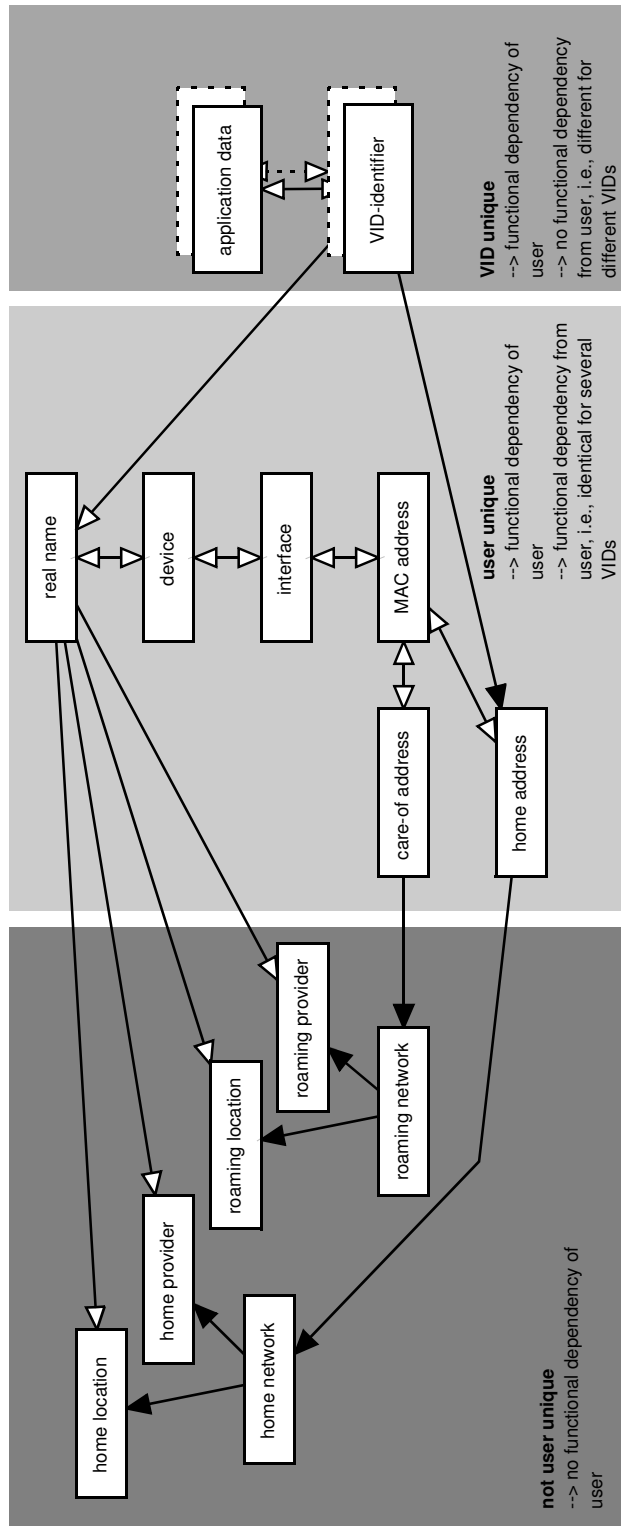 home location
home provider
home network
roaming location
roaming provider
roaming network
not user unique
--> no functional dependency of
user
real name
device
interface
MAC address
care-of address
home address
user unique
--> functional dependency of
user
--> functional dependency from
user, i.e., identical for several
VIDs
application data
VID-identifier
VID unique
--> functional dependency of
user
--> no functional dependency
from user, i.e., different for
different VIDs